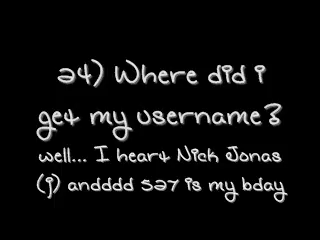 24) Where did i
get my username?
well... I heart Nick Jonas
(j) andddd 527 is my bday